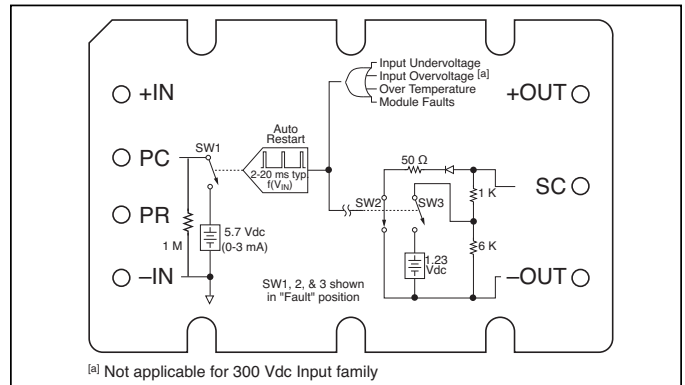 Input Undervoltage
Input Overvoltage [a]
Over Temperature
Module Faults
+IN
+OUT
Auto
Restart
SW1
PC
2-20 ms typ.
f(VIN)
50 Ω
SW2
SW3
1 K
SC
PR
1 M
5.7 Vdc
(0-3 mA)
6 K
1.23
Vdc
–IN
–OUT
SW1, 2, & 3 shown
in "Fault" position
[a] Not applicable for 300 Vdc Input family